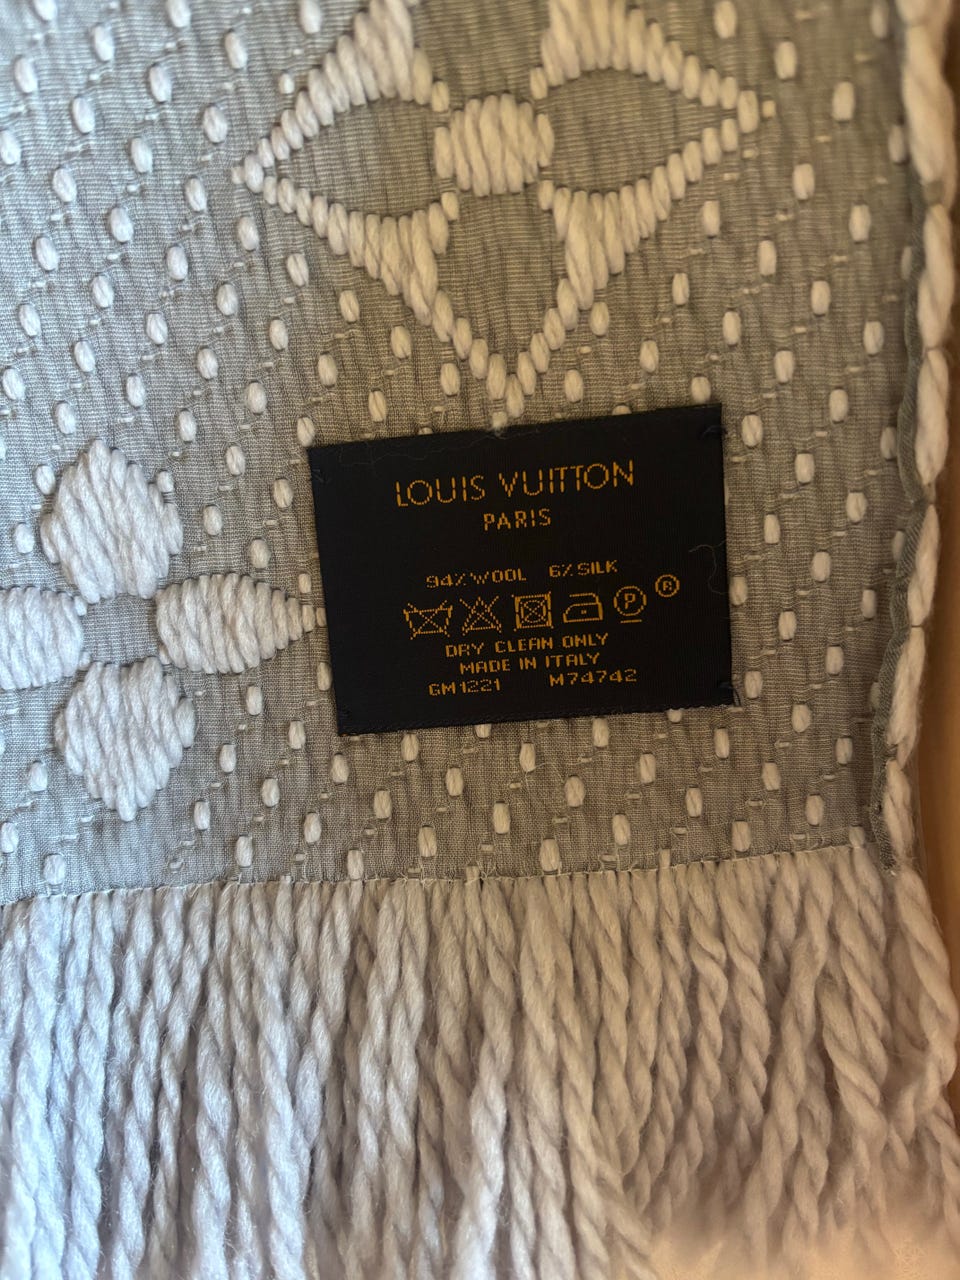 LOUIS VUITTON
PARIS
94% WOOL 6% SILK
P ®
DRY CLEAN ONLY
MADE IN ITALY
GM1221 M74742